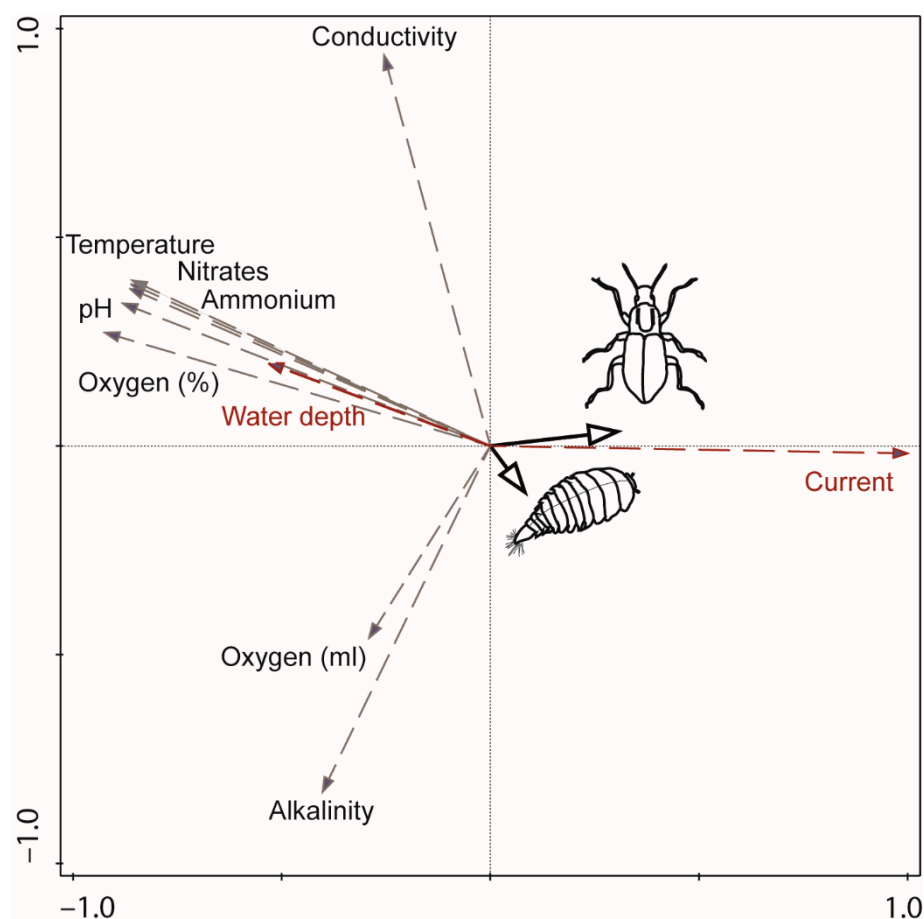 1.0
Conductivity
Temperature
Nitrates
Ammonium
pH
Oxygen (%)
Water depth
Current
Oxygen (ml)
Alkalinity
−1.0
−1.0
1.0